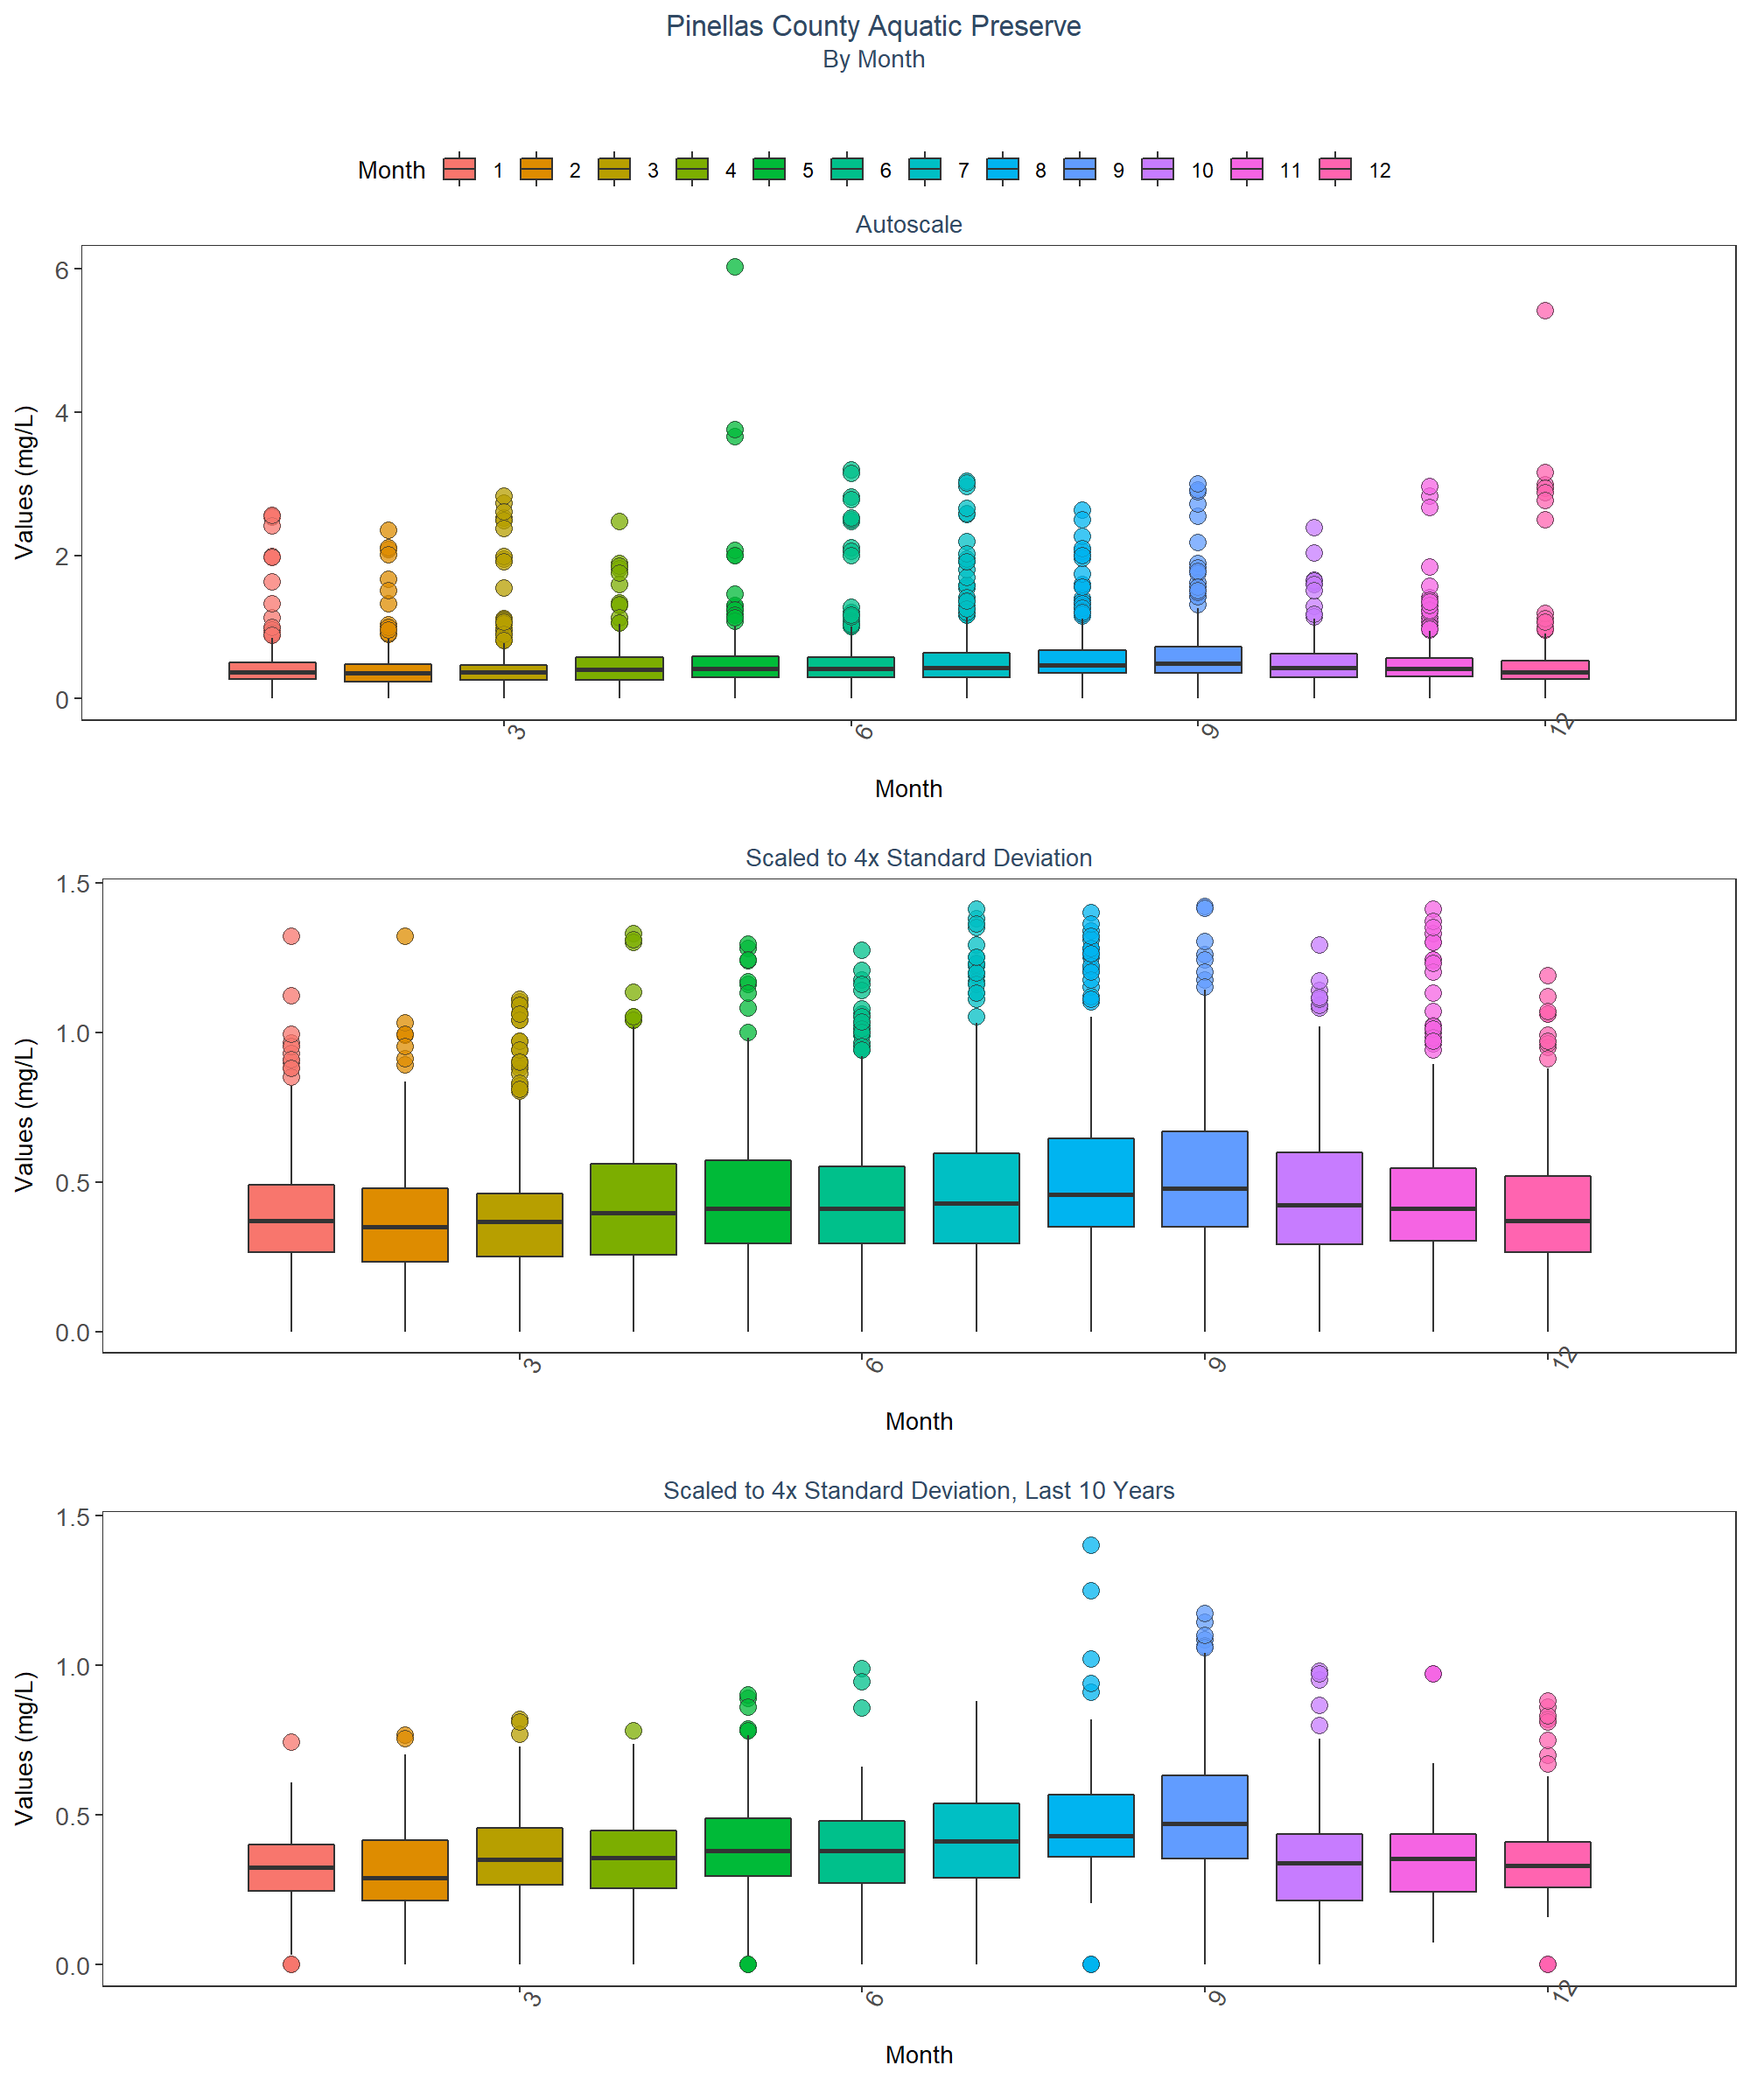 Pinellas County Aquatic Preserve
By Month
Month 1 2 3 4 5 6 7 8 9 10 11 12
Autoscale
6
4
2
0
Values (mg/L)
3 6 9 12
Month
Scaled to 4x Standard Deviation
1.5
1.0
0.5
0.0
Values (mg/L)
3 6 9 12
Month
Scaled to 4x Standard Deviation, Last 10 Years
1.5
1.0
0.5
0.0
Values (mg/L)
3 6 9 12
Month